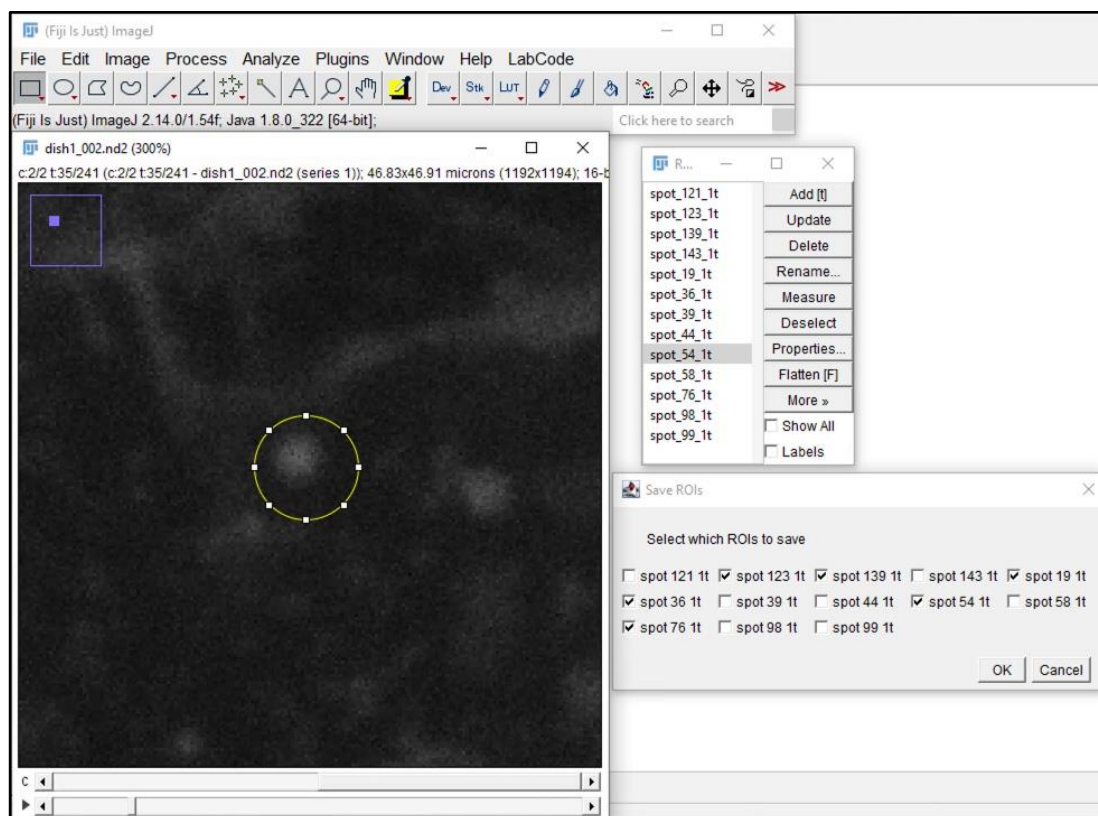 (Fiji Is Just) ImageJ
File Edit Image Process Analyze Plugins Window Help LabCode
Dev Stk LUT
(Fiji Is Just) ImageJ 2.14.0/1.54f; Java 1.8.0_322 [64-bit];
Click here to search
dish1_002.nd2 (300%)
c:2/2 t:35/241 (c:2/2 t:35/241 - dish1_002.nd2 (series 1)); 46.83x46.91 microns (1192x1194); 16-b
R...
spot_121_1t
spot_123_1t
spot_139_1t
spot_143_1t
spot_19_1t
spot_36_1t
spot_39_1t
spot_44_1t
spot_54_1t
spot_58_1t
spot_76_1t
spot_98_1t
spot_99_1t
Add [t]
Update
Delete
Rename...
Measure
Deselect
Properties...
Flatten [F]
More »
Show All
Labels
Save ROIs
Select which ROIs to save
spot 121 1t spot 123 1t spot 139 1t spot 143 1t spot 19 1t
spot 36 1t spot 39 1t spot 44 1t spot 54 1t spot 58 1t
spot 76 1t spot 98 1t spot 99 1t
OK Cancel
c